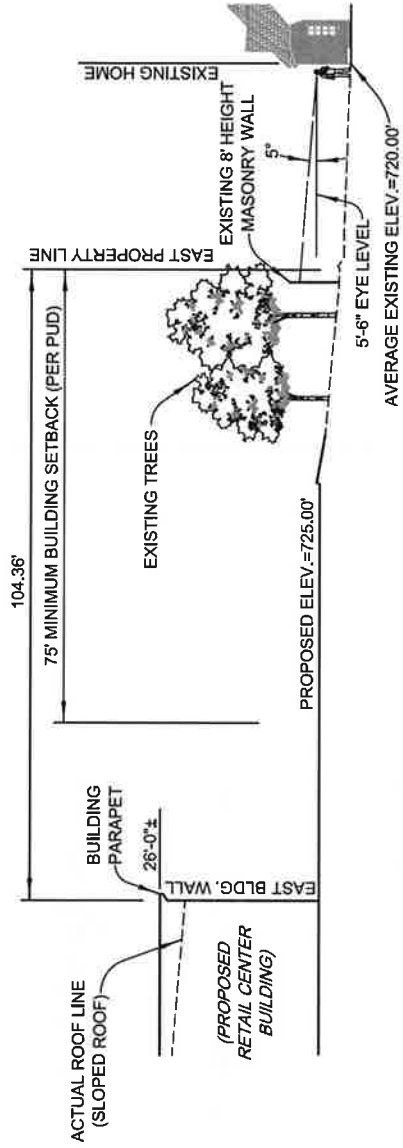 104.36'
75' MINIMUM BUILDING SETBACK (PER PUD)
ACTUAL ROOF LINE
(SLOPED ROOF)
BUILDING
PARAPET
26'-0"±
EAST BLDG. WALL
(PROPOSED
RETAIL CENTER
BUILDING)
EXISTING TREES
PROPOSED ELEV.=725.00'
EAST PROPERTY LINE
EXISTING 8' HEIGHT
MASONRY WALL
5°
5'-6" EYE LEVEL
AVERAGE EXISTING ELEV.=720.00'
EXISTING HOME